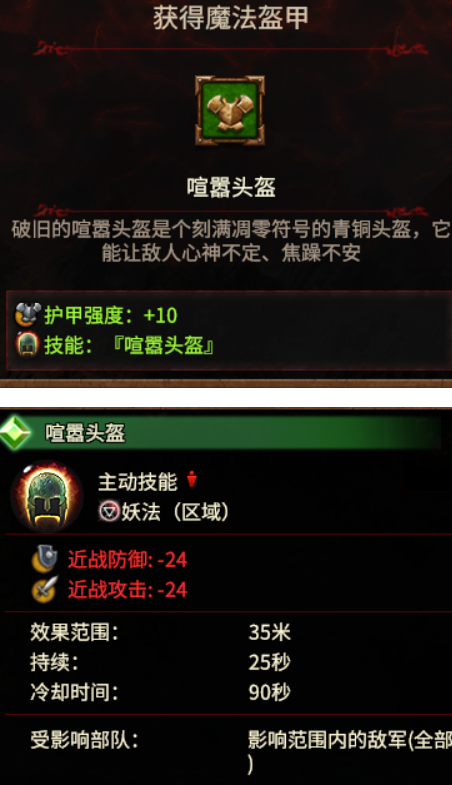 获得魔法盔甲
喧嚣头盔
破旧的喧嚣头盔是个刻满凋零符号的青铜头盔，它
能让敌人心神不定、焦躁不安
护甲强度：+10
技能：『喧嚣头盔』
喧嚣头盔
主动技能
妖法（区域）
近战防御: -24
近战攻击: -24
效果范围： 35米
持续： 25秒
冷却时间： 90秒
受影响部队： 影响范围内的敌军(全部
)